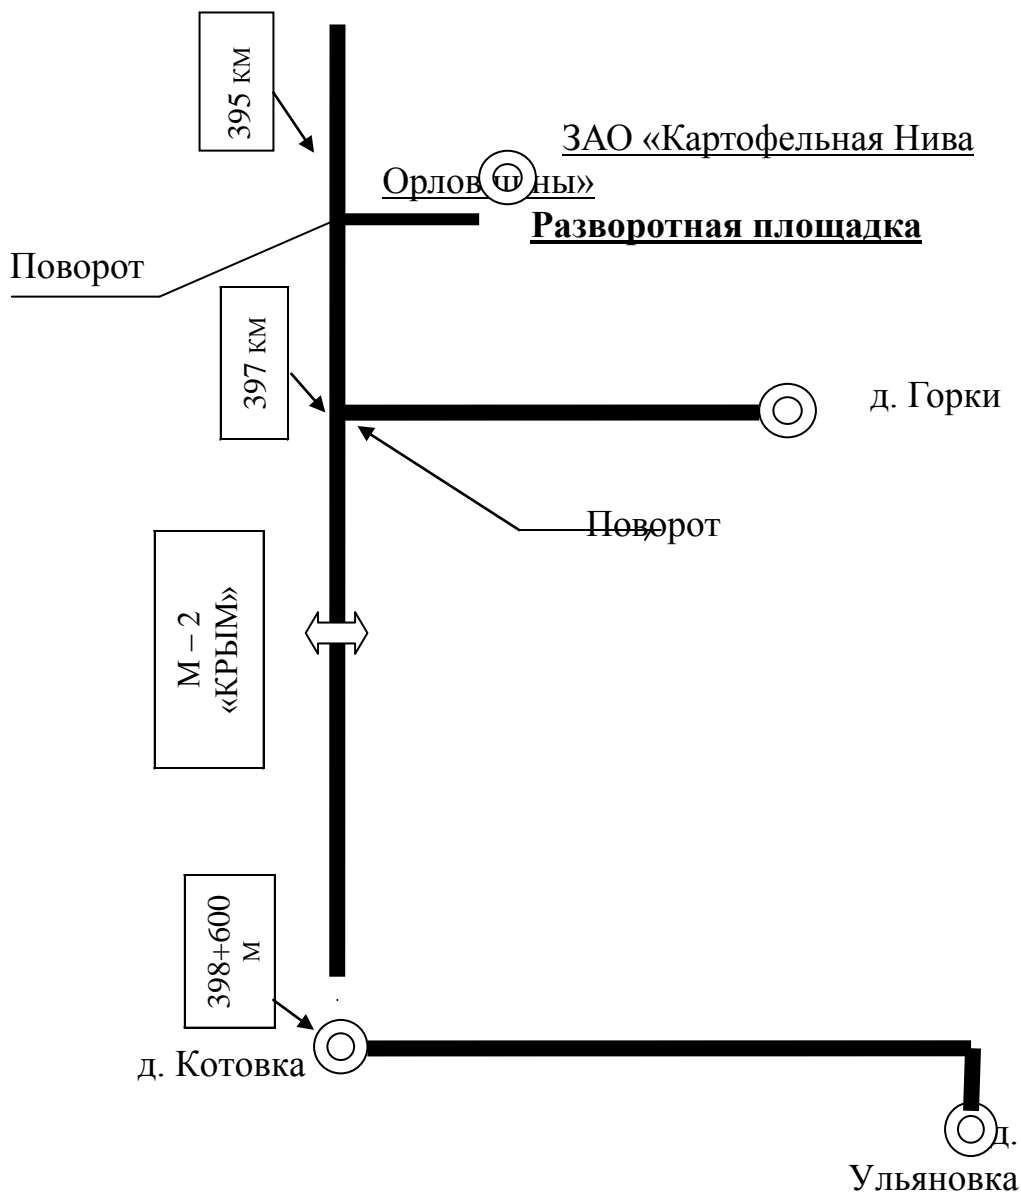 395 км
ЗАО «Картофельная Нива
Орловщины»
Разворотная площадка
Поворот
397 км
д. Горки
Поворот
М – 2
«КРЫМ»
398+600
м
д. Котовка
д.
Ульяновка